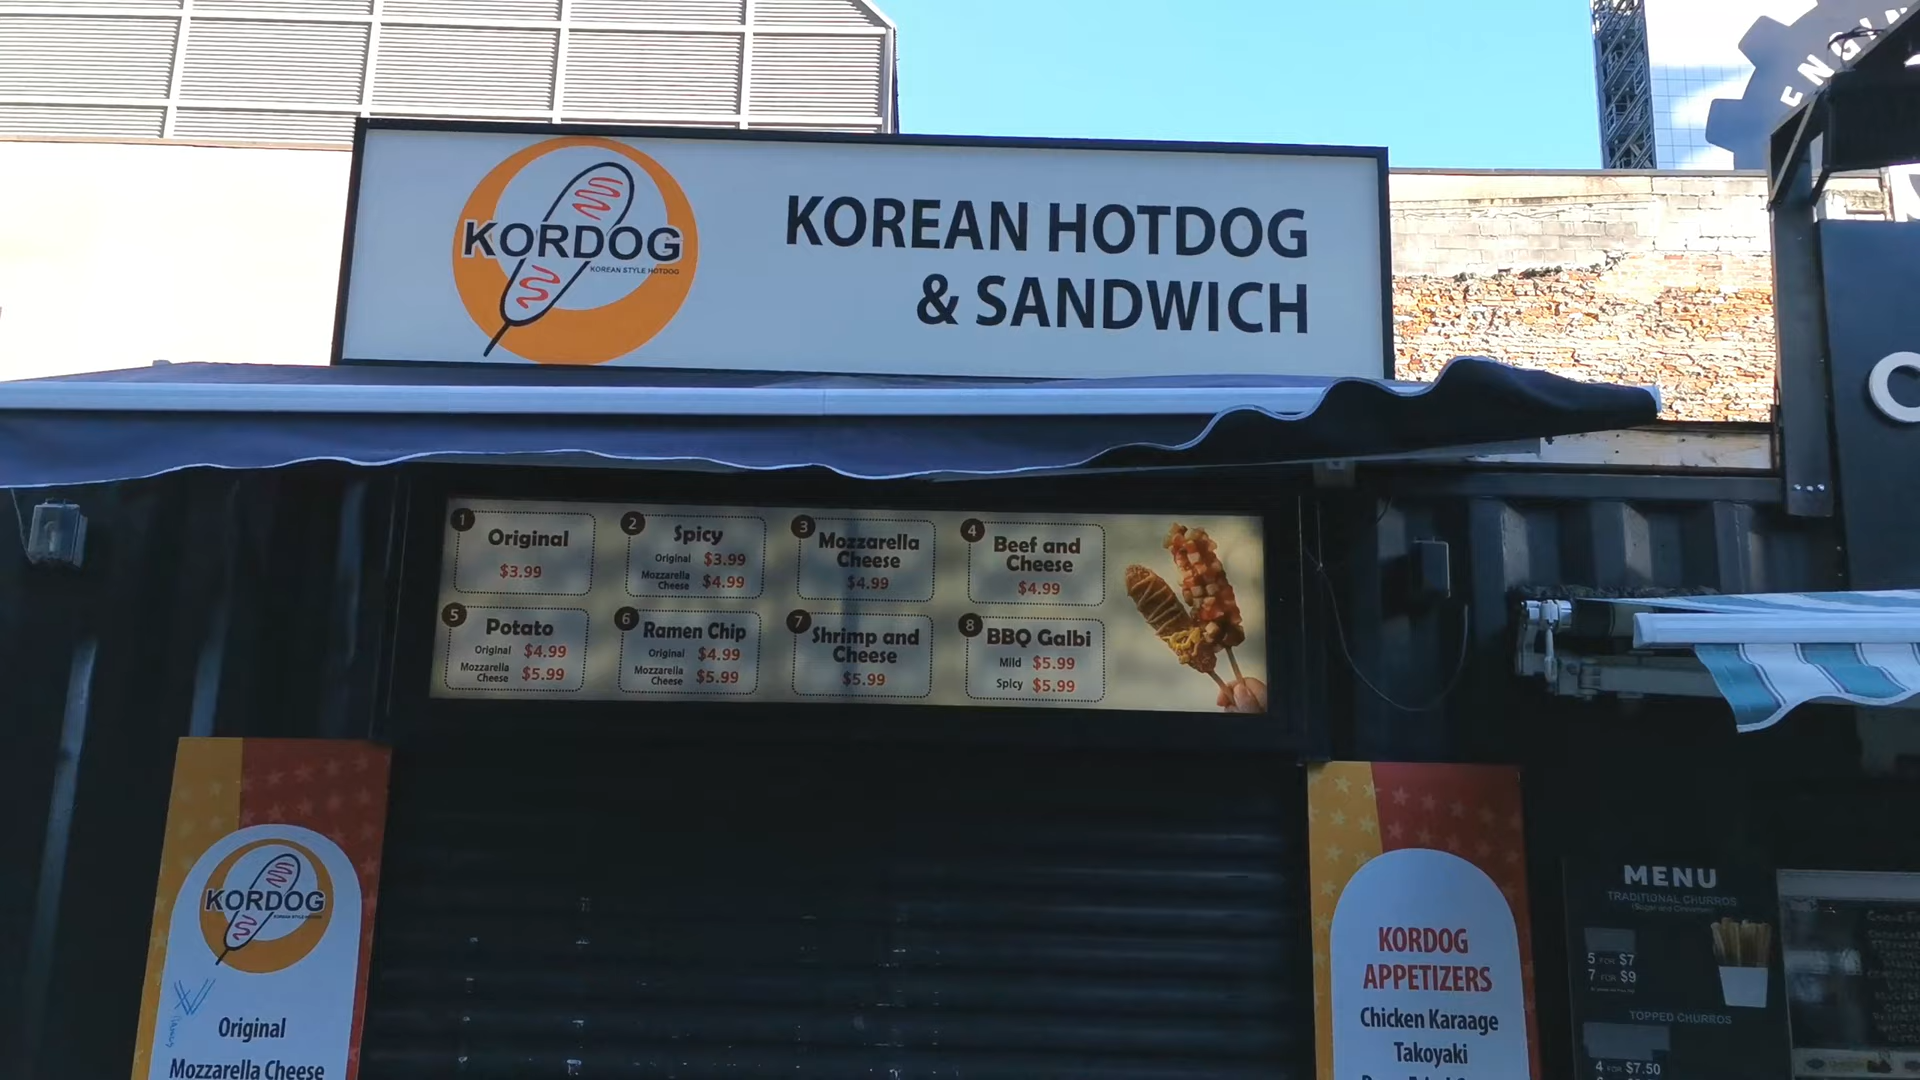 KORDOG
KOREAN STYLE HOTDOG
KOREAN HOTDOG
& SANDWICH
ENGIN
1
Original
$3.99
2
Spicy
Original $3.99
Mozzarella
Cheese $4.99
3
Mozzarella
Cheese
$4.99
4
Beef and
Cheese
$4.99
5
Potato
Original $4.99
Mozzarella
Cheese $5.99
6
Ramen Chip
Original $4.99
Mozzarella
Cheese $5.99
7
Shrimp and
Cheese
$5.99
8
BBQ Galbi
Mild $5.99
Spicy $5.99
KORDOG
Original
Mozzarella Cheese
KORDOG
APPETIZERS
Chicken Karaage
Takoyaki
MENU
TRADITIONAL CHURROS
(Sugar and Cinnamon)
5 FOR $7
7 FOR $9
TOPPED CHURROS
4 FOR $7.50